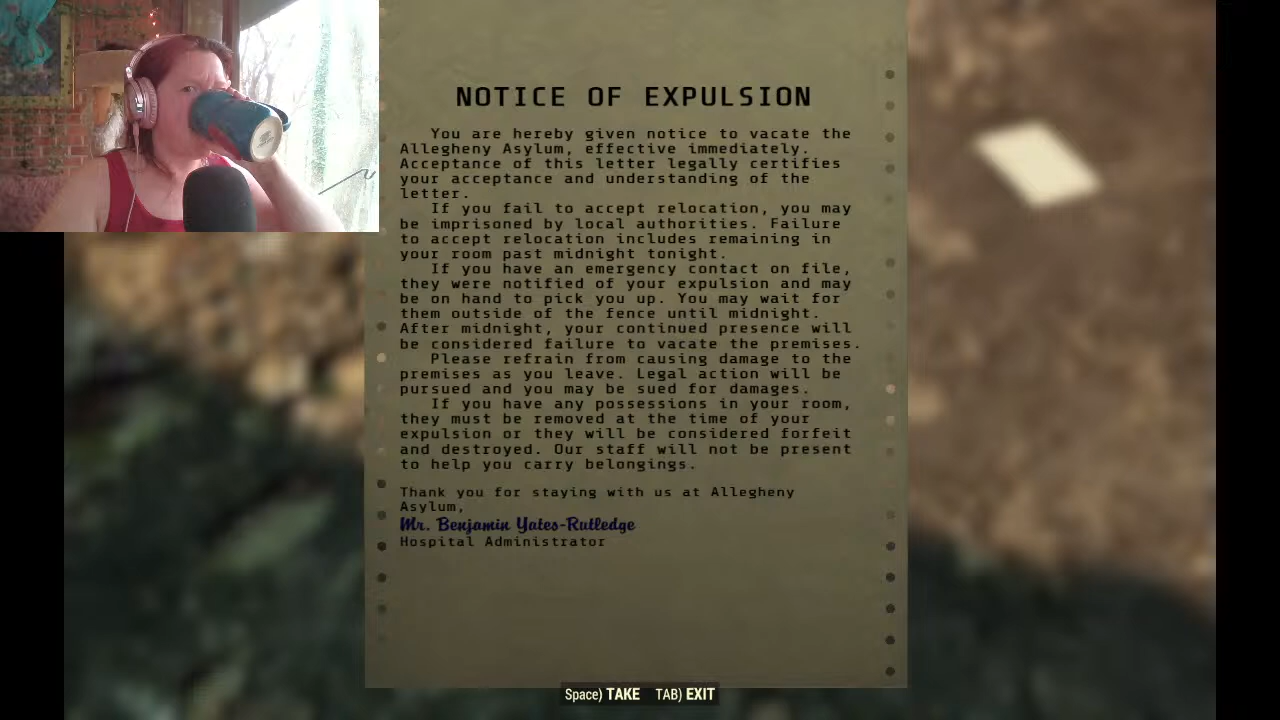 NOTICE OF EXPULSION
You are hereby given notice to vacate the
Allegheny Asylum, effective immediately.
Acceptance of this letter legally certifies
your acceptance and understanding of the
letter.
If you fail to accept relocation, you may
be imprisoned by local authorities. Failure
to accept relocation includes remaining in
your room past midnight tonight.
If you have an emergency contact on file,
they were notified of your expulsion and may
be on hand to pick you up. You may wait for
them outside of the fence until midnight.
After midnight, your continued presence will
be considered failure to vacate the premises.
Please refrain from causing damage to the
premises as you leave. Legal action will be
pursued and you may be sued for damages.
If you have any possessions in your room,
they must be removed at the time of your
expulsion or they will be considered forfeit
and destroyed. Our staff will not be present
to help you carry belongings.
Thank you for staying with us at Allegheny
Asylum,
Mr. Benjamin Yates-Rutledge
Hospital Administrator
Space) TAKE TAB) EXIT